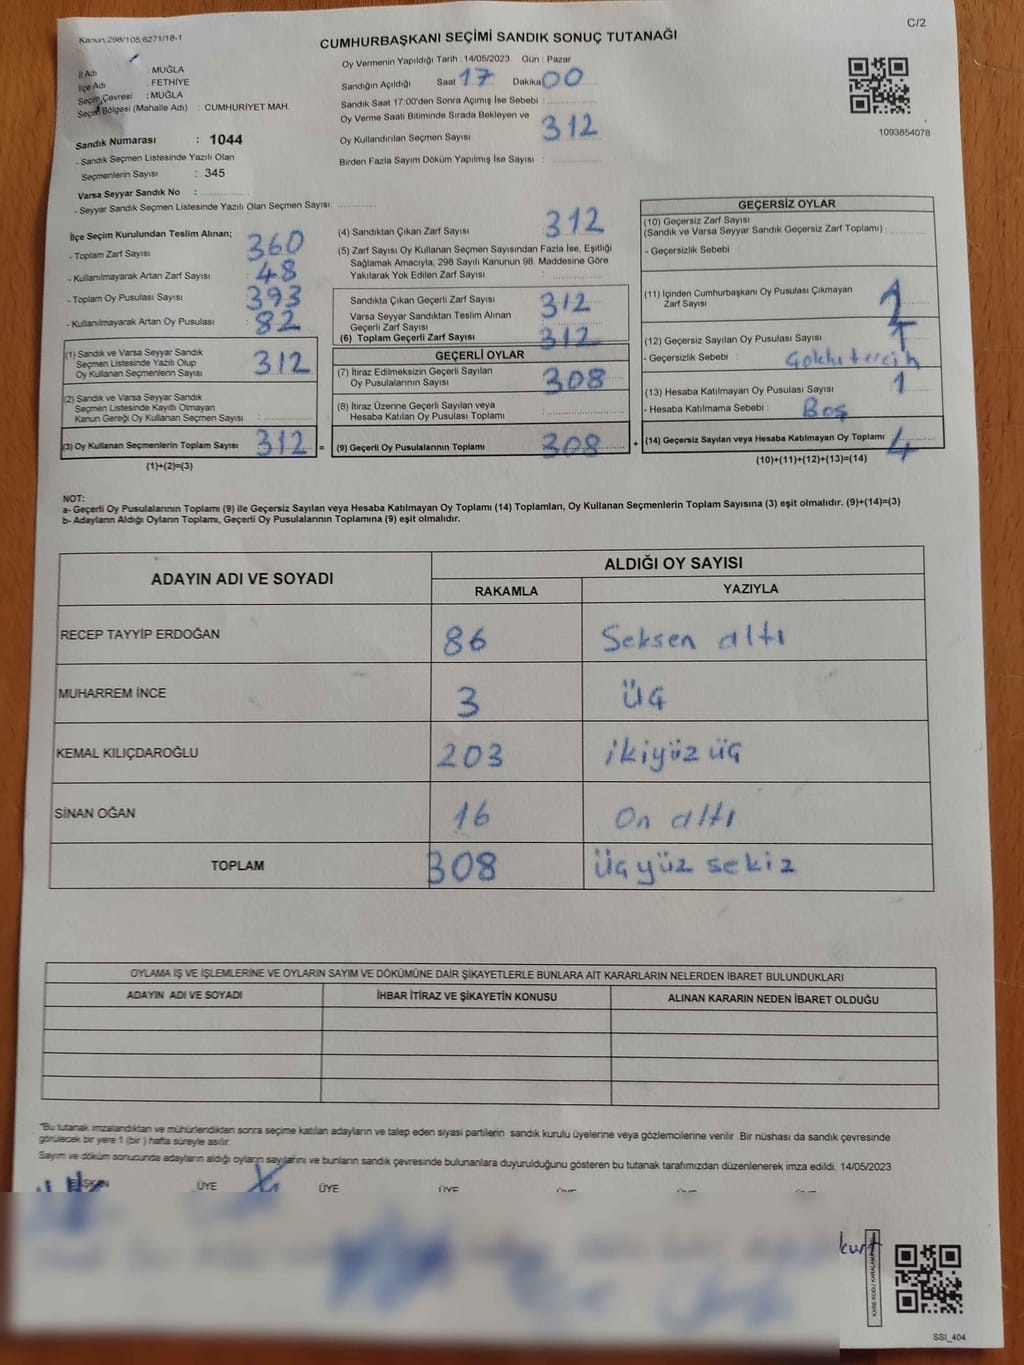 C/2
Kanun:298/105,6271/18-1
CUMHURBAŞKANI SEÇİMİ SANDIK SONUÇ TUTANAĞI
Oy Vermenin Yapıldığı Tarih : 14/05/2023 Gün : Pazar
İl Adı : MUĞLA
İlçe Adı : FETHİYE
Seçim Çevresi : MUĞLA
Seçim Bölgesi (Mahalle Adı) : CUMHURİYET MAH.
Sandığın Açıldığı Saat 17 Dakika 00
Sandık Saat 17:00'den Sonra Açımış İse Sebebi :
Oy Verme Saati Bitiminde Sırada Bekleyen ve
Oy Kullandırılan Seçmen Sayısı : 312
Birden Fazla Sayım Döküm Yapılmış İse Sayısı :
1093854078
Sandık Numarası : 1044
- Sandık Seçmen Listesinde Yazılı Olan
Seçmenlerin Sayısı : 345
Varsa Seyyar Sandık No :
- Seyyar Sandık Seçmen Listesinde Yazılı Olan Seçmen Sayısı:
İlçe Seçim Kurulundan Teslim Alınan;
- Toplam Zarf Sayısı : 360
- Kullanılmayarak Artan Zarf Sayısı : 48
- Toplam Oy Pusulası Sayısı : 393
- Kullanılmayarak Artan Oy Pusulası : 82
(1) Sandık ve Varsa Seyyar Sandık
Seçmen Listesinde Yazılı Olup
Oy Kullanan Seçmenlerin Sayısı : 312
(2) Sandık ve Varsa Seyyar Sandık
Seçmen Listesinde Kayıtlı Olmayan
Kanun Gereği Oy Kullanan Seçmen Sayısı :
(3) Oy Kullanan Seçmenlerin Toplam Sayısı 312 =
(1)+(2)=(3)
(4) Sandıktan Çıkan Zarf Sayısı : 312
(5) Zarf Sayısı Oy Kullanan Seçmen Sayısından Fazla İse, Eşitliği
Sağlamak Amacıyla, 298 Sayılı Kanunun 98. Maddesine Göre
Yakılarak Yok Edilen Zarf Sayısı :
Sandıkta Çıkan Geçerli Zarf Sayısı : 312
Varsa Seyyar Sandıktan Teslim Alınan
Geçerli Zarf Sayısı :
(6) Toplam Geçerli Zarf Sayısı : 312
GEÇERLİ OYLAR
(7) İtiraz Edilmeksizin Geçerli Sayılan
Oy Pusulalarının Sayısı : 308
(8) İtiraz Üzerine Geçerli Sayılan veya
Hesaba Katılan Oy Pusulası Toplamı :
(9) Geçerli Oy Pusulalarının Toplamı : 308 +
GEÇERSİZ OYLAR
(10) Geçersiz Zarf Sayısı
(Sandık ve Varsa Seyyar Sandık Geçersiz Zarf Toplamı) :
- Geçersizlik Sebebi :
(11) İçinden Cumhurbaşkanı Oy Pusulası Çıkmayan
Zarf Sayısı :
(12) Geçersiz Sayılan Oy Pusulası Sayısı :
- Geçersizlik Sebebi :
(13) Hesaba Katılmayan Oy Pusulası Sayısı : 1
- Hesaba Katılmama Sebebi : Boş
(14) Geçersiz Sayılan veya Hesaba Katılmayan Oy Toplamı : 4
(10)+(11)+(12)+(13)=(14)
NOT:
a- Geçerli Oy Pusulalarının Toplamı (9) ile Geçersiz Sayılan veya Hesaba Katılmayan Oy Toplamı (14) Toplamları, Oy Kullanan Seçmenlerin Toplam Sayısına (3) eşit olmalıdır. (9)+(14)=(3)
b- Adayların Aldığı Oyların Toplamı, Geçerli Oy Pusulalarının Toplamına (9) eşit olmalıdır.
ADAYIN ADI VE SOYADI ALDIĞI OY SAYISI
RAKAMLA YAZIYLA
RECEP TAYYİP ERDOĞAN 86 Seksen altı
MUHARREM İNCE 3 üç
KEMAL KILIÇDAROĞLU 203 ikiyüz üç
SİNAN OĞAN 16 On altı
TOPLAM 308 Üçyüz sekiz
OYLAMA İŞ VE İŞLEMLERİNE VE OYLARIN SAYIM VE DÖKÜMÜNE DAİR ŞİKAYETLERLE BUNLARA AİT KARARLARIN NELERDEN İBARET BULUNDUKLARI
ADAYIN ADI VE SOYADI İHBAR İTİRAZ VE ŞİKAYETİN KONUSU ALINAN KARARIN NEDEN İBARET OLDUĞU
"Bu tutanak imzalandıktan ve mühürlendikten sonra seçime katılan adayların ve talep eden siyasi partilerin sandık kurulu üyelerine veya gözlemcilerine verilir. Bir nüshası da sandık çevresinde
görülecek bir yere 1 (bir ) hafta süreyle asılır.
Sayım ve döküm sonucunda adayların aldığı oyların sayılarını ve bunların sandık çevresinde bulunanlara duyurulduğunu gösteren bu tutanak tarafımızdan düzenlenerek imza edildi. 14/05/2023
BAŞKAN ÜYE ÜYE ÜYE
kurt
SSI_404